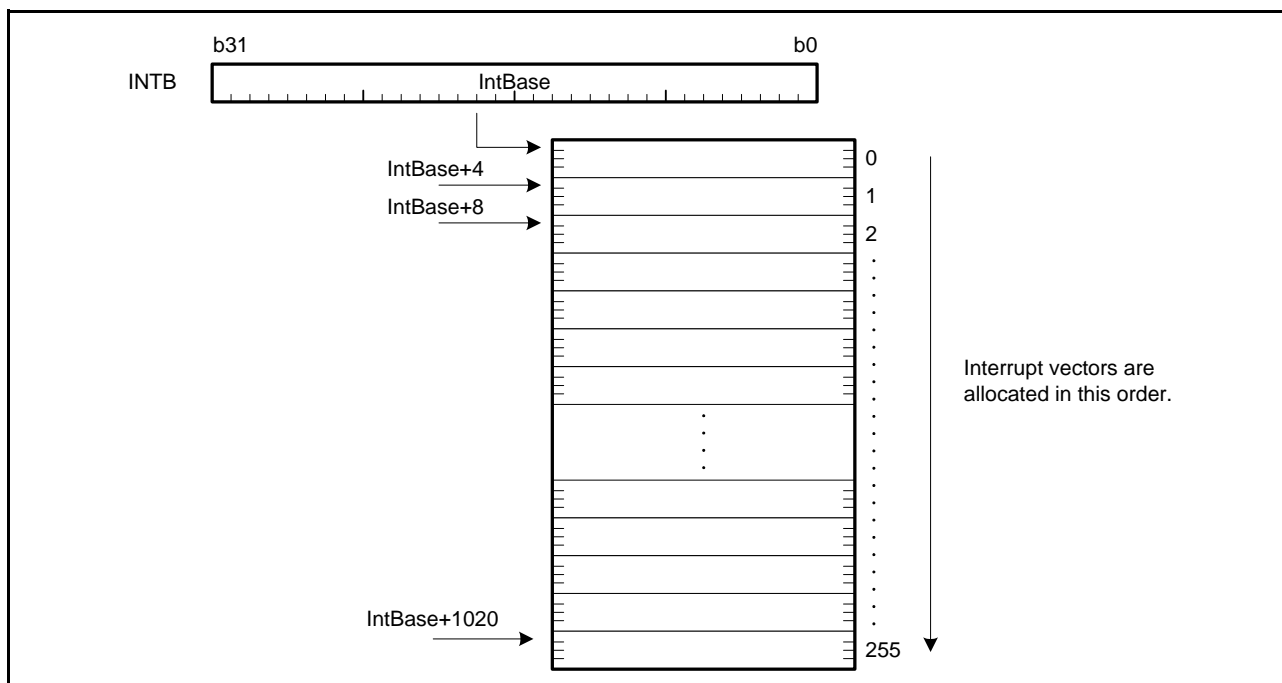 b31 b0
INTB IntBase
0
IntBase+4
1
IntBase+8
2
Interrupt vectors are
allocated in this order.
IntBase+1020
255